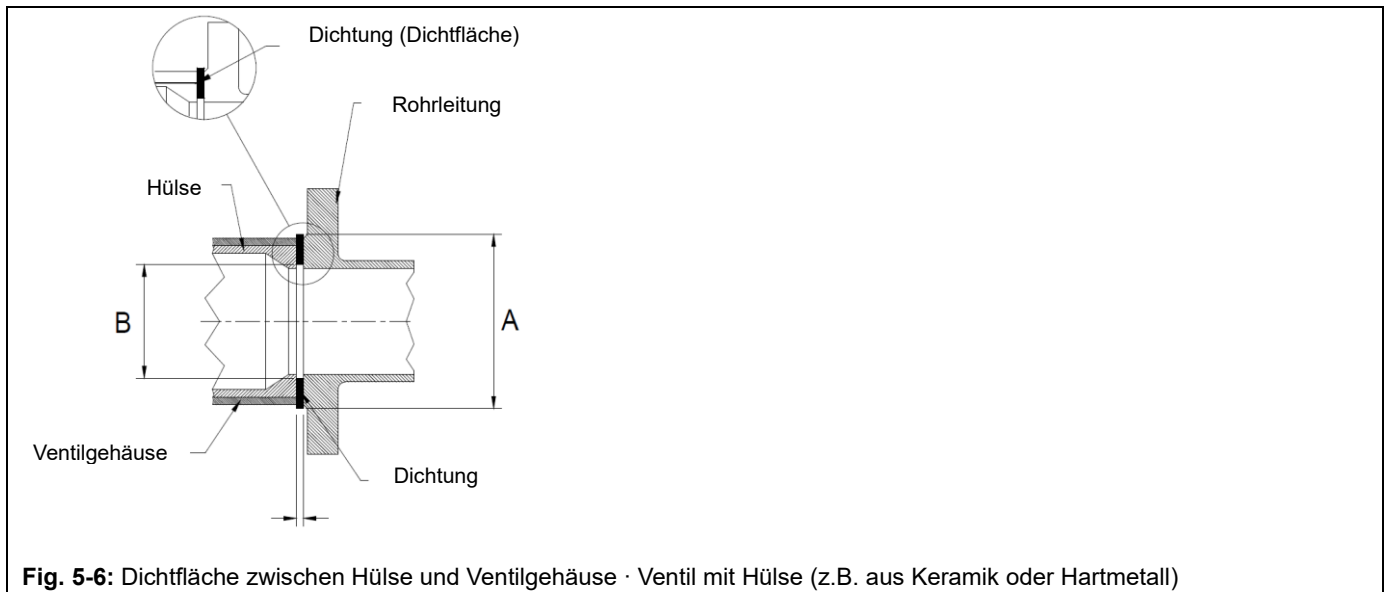 Dichtung (Dichtfläche)
Rohrleitung
Hülse
B
A
Ventilgehäuse
Dichtung
Fig. 5-6: Dichtfläche zwischen Hülse und Ventilgehäuse · Ventil mit Hülse (z.B. aus Keramik oder Hartmetall)